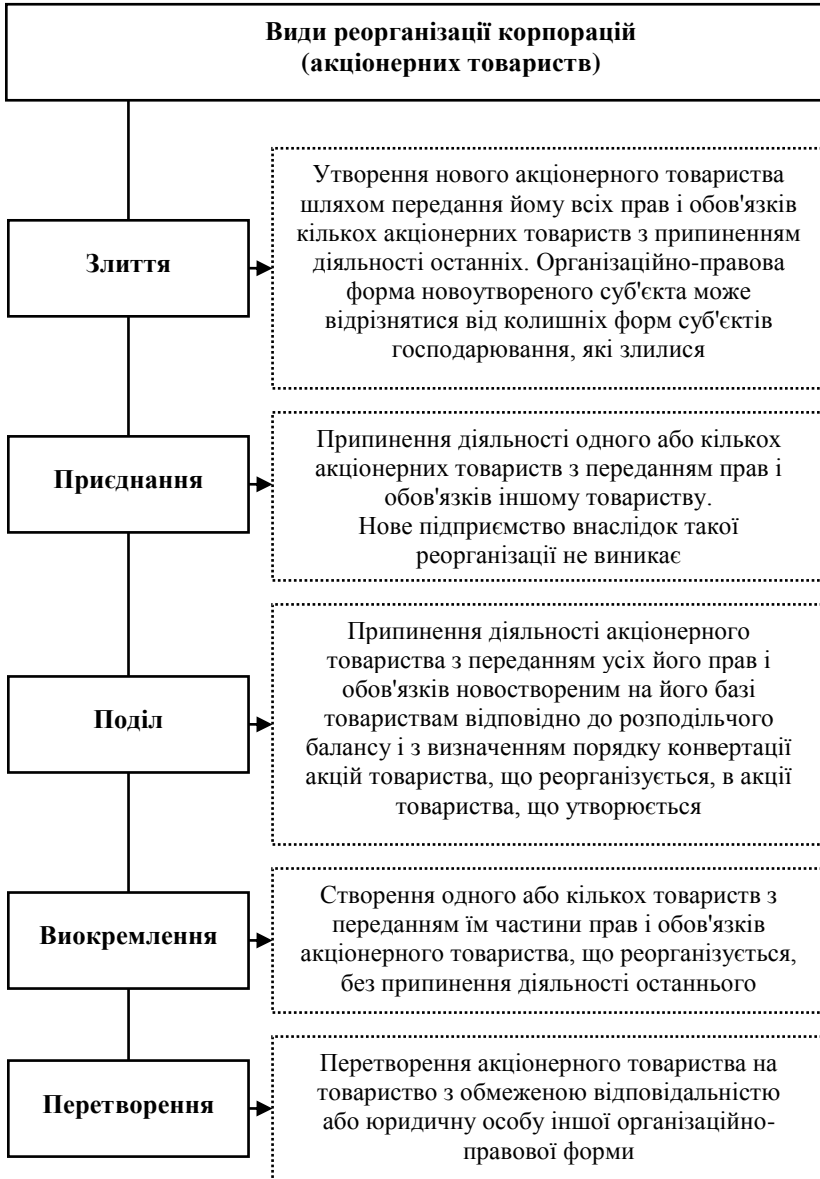 Види реорганізації корпорацій
(акціонерних товариств)
Злиття
Утворення нового акціонерного товариства
шляхом передання йому всіх прав і обов'язків
кількох акціонерних товариств з припиненням
діяльності останніх. Організаційно-правова
форма новоутвореного суб'єкта може
відрізнятися від колишніх форм суб'єктів
господарювання, які злилися
Приєднання
Припинення діяльності одного або кількох
акціонерних товариств з переданням прав і
обов'язків іншому товариству.
Нове підприємство внаслідок такої
реорганізації не виникає
Поділ
Припинення діяльності акціонерного
товариства з переданням усіх його прав і
обов'язків новоствореним на його базі
товариствам відповідно до розподільчого
балансу і з визначенням порядку конвертації
акцій товариства, що реорганізується, в акції
товариства, що утворюється
Виокремлення
Створення одного або кількох товариств з
переданням їм частини прав і обов'язків
акціонерного товариства, що реорганізується,
без припинення діяльності останнього
Перетворення
Перетворення акціонерного товариства на
товариство з обмеженою відповідальністю
або юридичну особу іншої організаційно-
правової форми